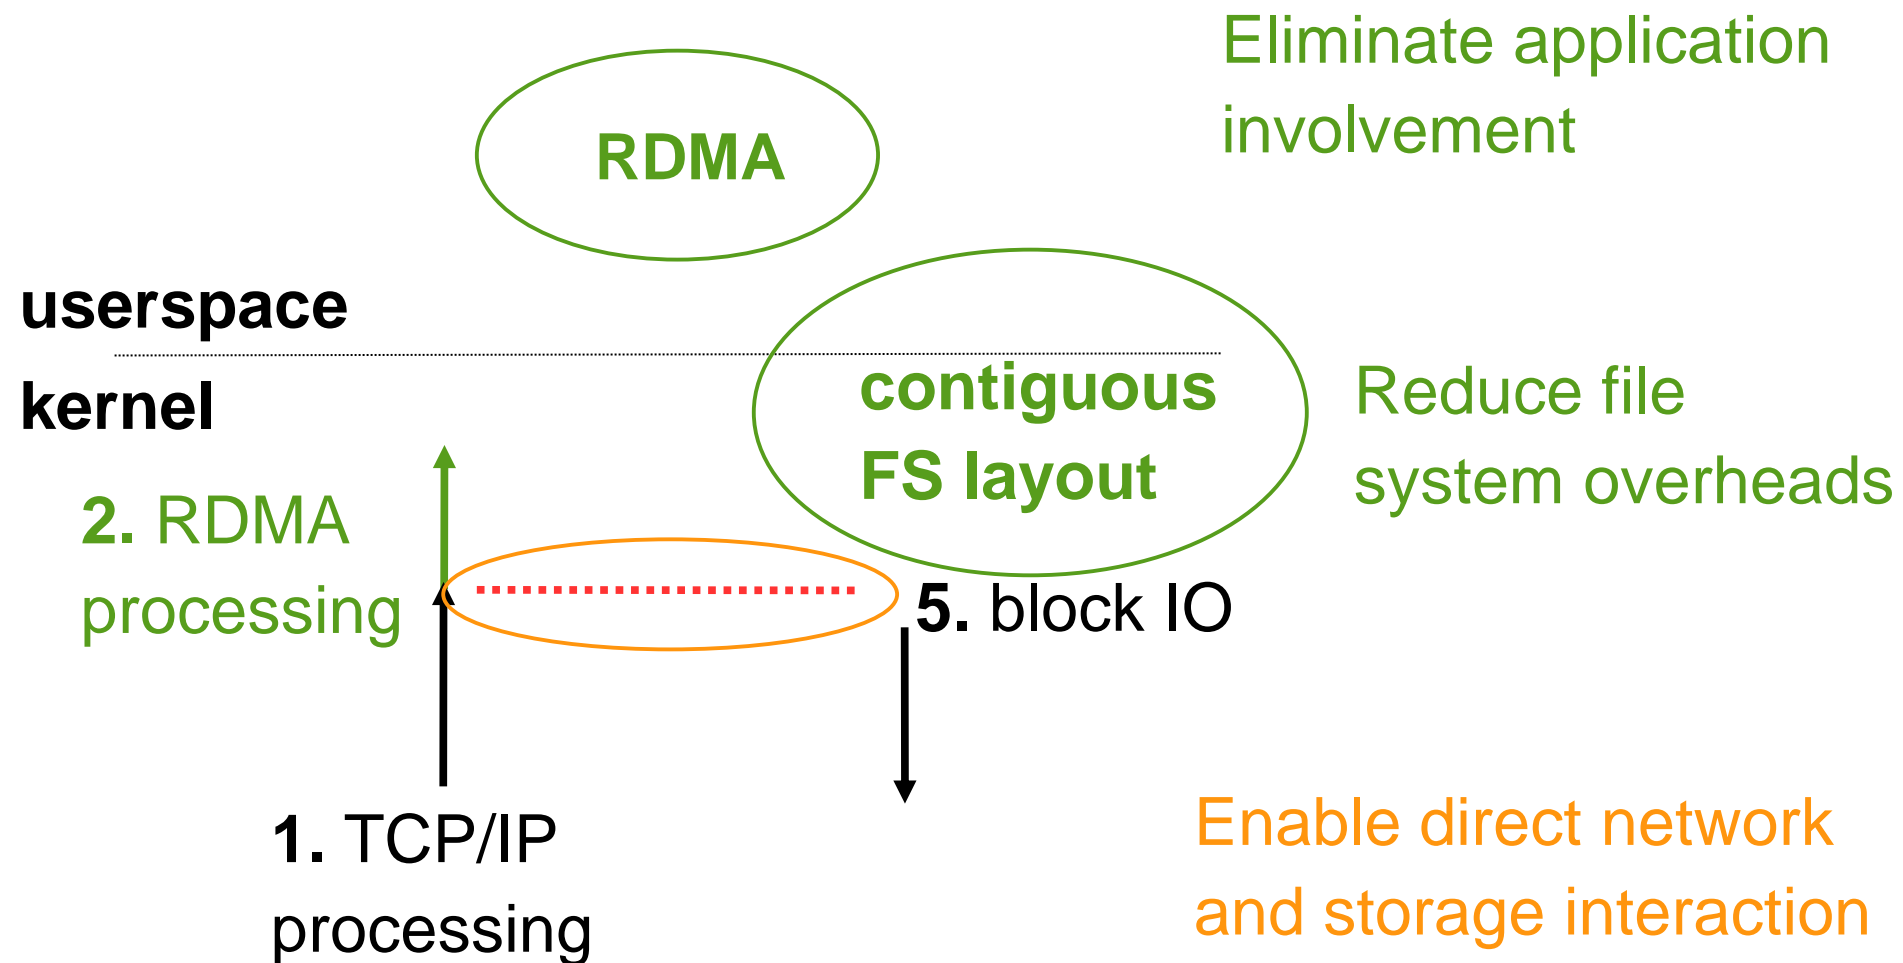 Eliminate application
involvement
RDMA
userspace
kernel
contiguous
FS layout
Reduce file
system overheads
2. RDMA
processing
5. block IO
1. TCP/IP
processing
Enable direct network
and storage interaction